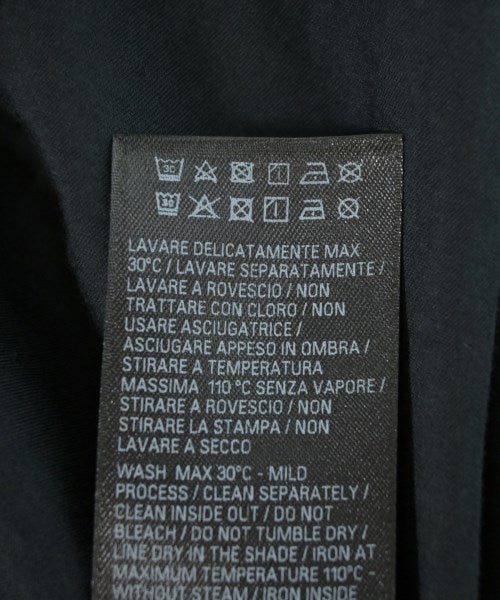 30
30
LAVARE DELICATAMENTE MAX
30°C / LAVARE SEPARATAMENTE /
LAVARE A ROVESCIO / NON
TRATTARE CON CLORO / NON
USARE ASCIUGATRICE /
ASCIUGARE APPESO IN OMBRA /
STIRARE A TEMPERATURA
MASSIMA 110 °C SENZA VAPORE /
STIRARE A ROVESCIO / NON
STIRARE LA STAMPA / NON
LAVARE A SECCO
WASH MAX 30°C - MILD
PROCESS / CLEAN SEPARATELY /
CLEAN INSIDE OUT / DO NOT
BLEACH / DO NOT TUMBLE DRY /
LINE DRY IN THE SHADE / IRON AT
MAXIMUM TEMPERATURE 110°C -
WITHOUT STEAM / IRON INSIDE